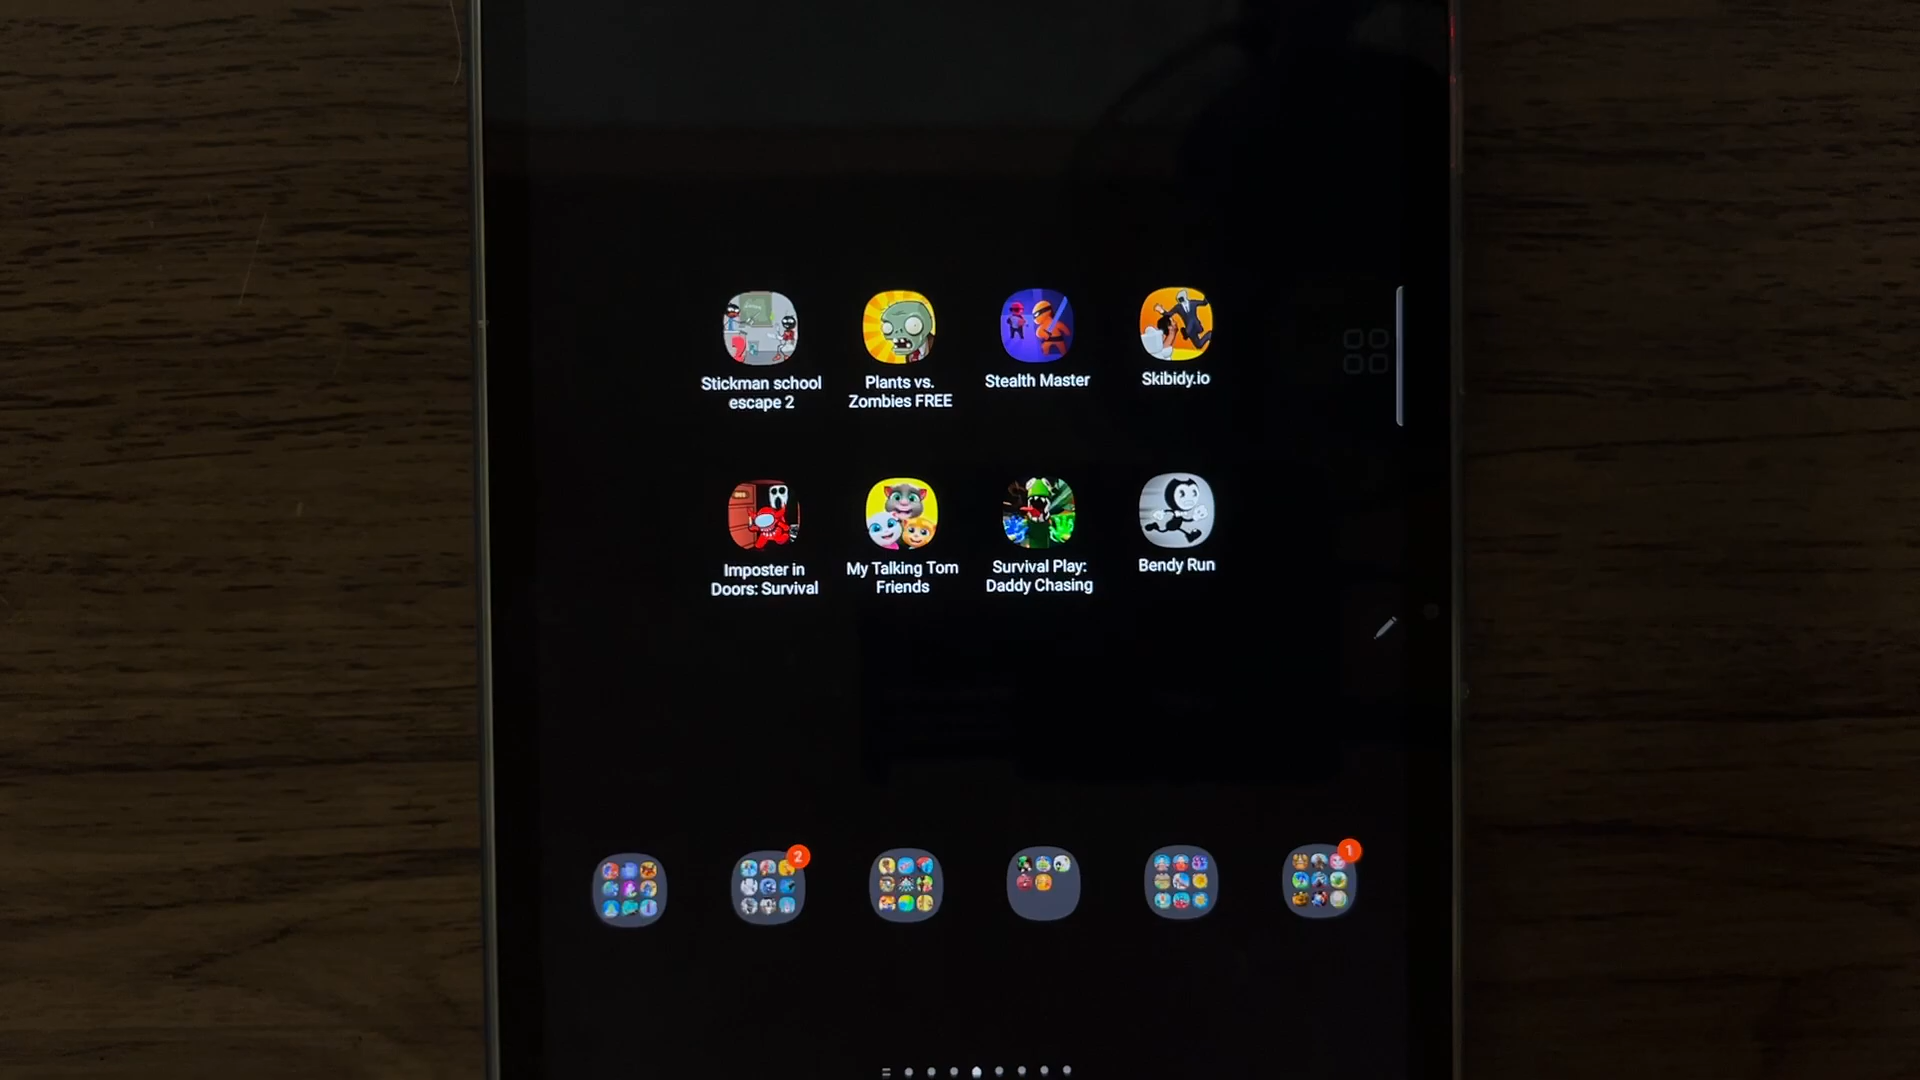 Stickman school
escape 2
Plants vs.
Zombies FREE
Stealth Master
Skibidy.io
Imposter in
Doors: Survival
My Talking Tom
Friends
Survival Play:
Daddy Chasing
Bendy Run
2
1